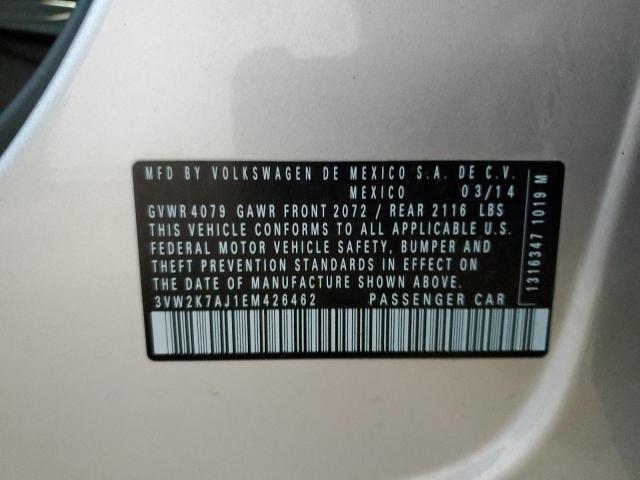 MFD BY VOLKSWAGEN DE MEXICO S.A. DE C.V.
MEXICO 03/14
GVWR 4079 GAWR FRONT 2072 / REAR 2116 LBS
THIS VEHICLE CONFORMS TO ALL APPLICABLE U.S.
FEDERAL MOTOR VEHICLE SAFETY, BUMPER AND
THEFT PREVENTION STANDARDS IN EFFECT ON
THE DATE OF MANUFACTURE SHOWN ABOVE.
3VW2K7AJ1EM426462 PASSENGER CAR
1316347 1019 M